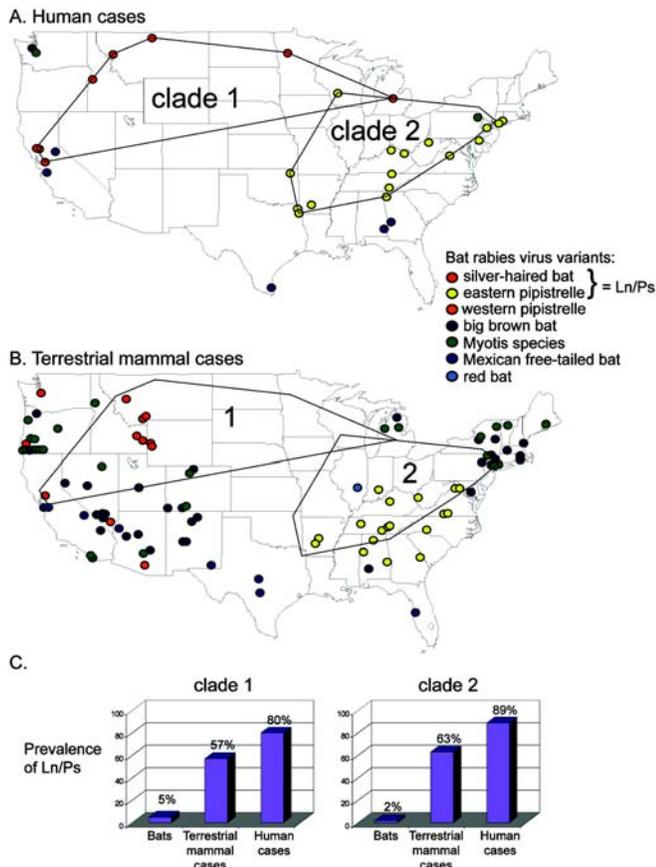 A. Human cases
clade 1
clade 2
Bat rabies virus variants:
silver-haired bat
eastern pipistrelle
} = Ln/Ps
western pipistrelle
big brown bat
Myotis species
Mexican free-tailed bat
red bat
B. Terrestrial mammal cases
1
2
C.
clade 1
clade 2
Prevalence
of Ln/Ps
100
80
60
40
20
0
5%
57%
80%
Bats
Terrestrial
mammal
cases
Human
cases
100
80
60
40
20
0
2%
63%
89%
Bats
Terrestrial
mammal
cases
Human
cases